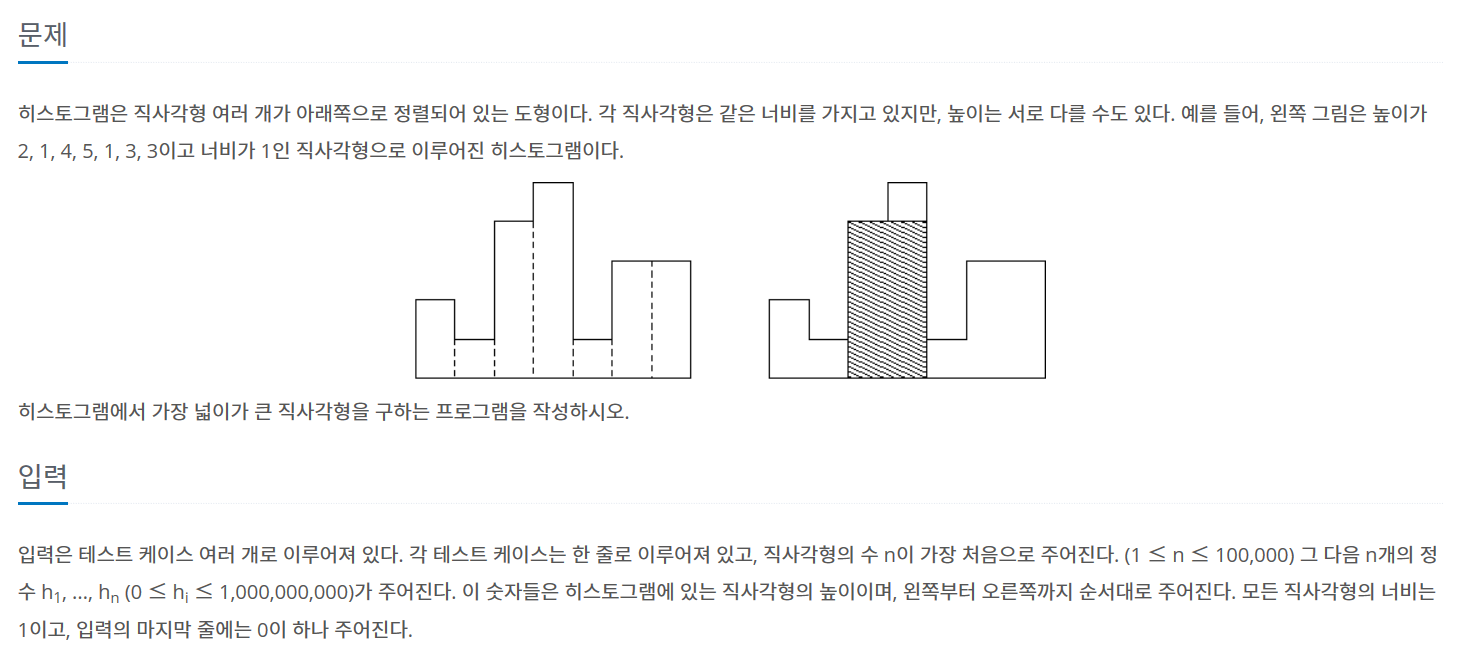 문제
히스토그램은 직사각형 여러 개가 아래쪽으로 정렬되어 있는 도형이다. 각 직사각형은 같은 너비를 가지고 있지만, 높이는 서로 다를 수도 있다. 예를 들어, 왼쪽 그림은 높이가
2, 1, 4, 5, 1, 3, 3이고 너비가 1인 직사각형으로 이루어진 히스토그램이다.
히스토그램에서 가장 넓이가 큰 직사각형을 구하는 프로그램을 작성하시오.
입력
입력은 테스트 케이스 여러 개로 이루어져 있다. 각 테스트 케이스는 한 줄로 이루어져 있고, 직사각형의 수 n이 가장 처음으로 주어진다. (1 ≤ n ≤ 100,000) 그 다음 n개의 정
수 h₁, ..., hₙ (0 ≤ hᵢ ≤ 1,000,000,000)가 주어진다. 이 숫자들은 히스토그램에 있는 직사각형의 높이이며, 왼쪽부터 오른쪽까지 순서대로 주어진다. 모든 직사각형의 너비는
1이고, 입력의 마지막 줄에는 0이 하나 주어진다.